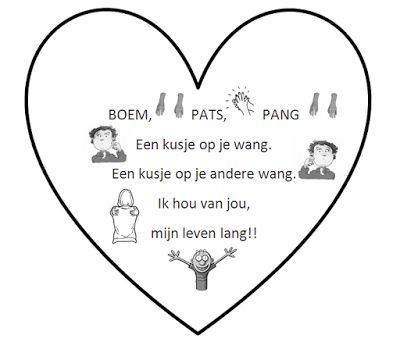 BOEM, PATS, PANG
Een kusje op je wang.
Een kusje op je andere wang.
Ik hou van jou,
mijn leven lang!!